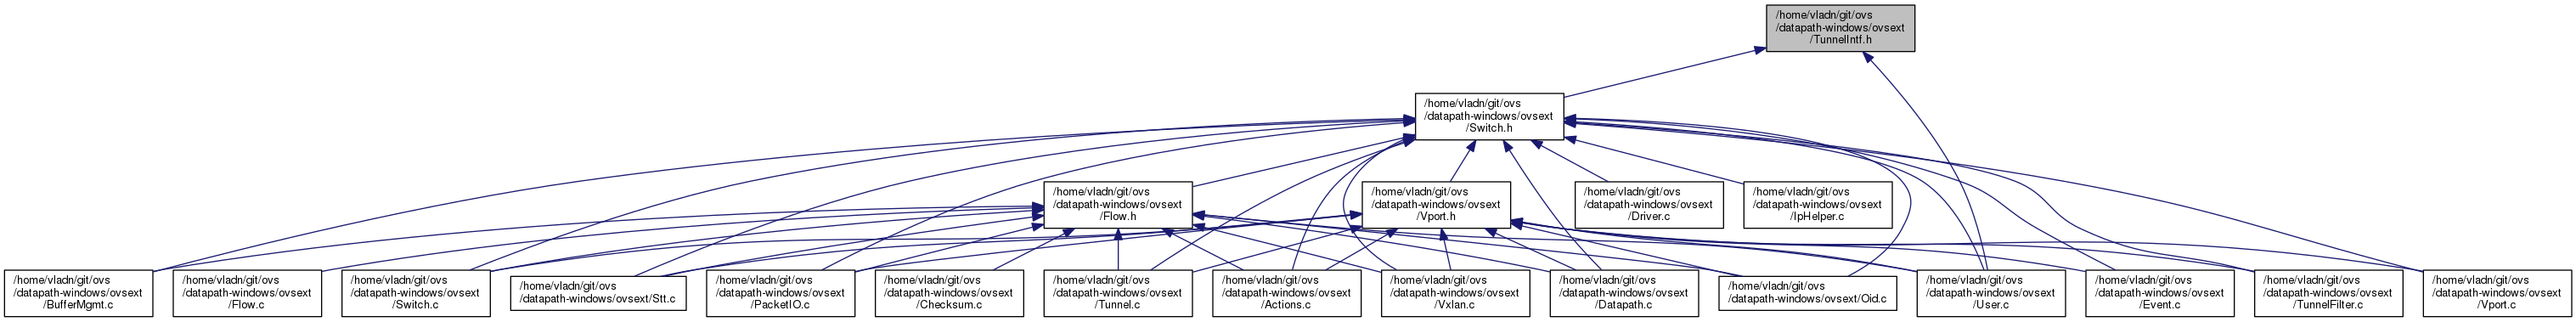 /home/vladn/git/ovs
/datapath-windows/ovsext
/TunnelIntf.h
/home/vladn/git/ovs
/datapath-windows/ovsext
/Switch.h
/home/vladn/git/ovs
/datapath-windows/ovsext
/Flow.h
/home/vladn/git/ovs
/datapath-windows/ovsext
/Vport.h
/home/vladn/git/ovs
/datapath-windows/ovsext
/Driver.c
/home/vladn/git/ovs
/datapath-windows/ovsext
/IpHelper.c
/home/vladn/git/ovs
/datapath-windows/ovsext
/BufferMgmt.c
/home/vladn/git/ovs
/datapath-windows/ovsext
/Flow.c
/home/vladn/git/ovs
/datapath-windows/ovsext
/Switch.c
/home/vladn/git/ovs
/datapath-windows/ovsext/Stt.c
/home/vladn/git/ovs
/datapath-windows/ovsext
/PacketIO.c
/home/vladn/git/ovs
/datapath-windows/ovsext
/Checksum.c
/home/vladn/git/ovs
/datapath-windows/ovsext
/Tunnel.c
/home/vladn/git/ovs
/datapath-windows/ovsext
/Actions.c
/home/vladn/git/ovs
/datapath-windows/ovsext
/Vxlan.c
/home/vladn/git/ovs
/datapath-windows/ovsext
/Datapath.c
/home/vladn/git/ovs
/datapath-windows/ovsext/Oid.c
/home/vladn/git/ovs
/datapath-windows/ovsext
/User.c
/home/vladn/git/ovs
/datapath-windows/ovsext
/Event.c
/home/vladn/git/ovs
/datapath-windows/ovsext
/TunnelFilter.c
/home/vladn/git/ovs
/datapath-windows/ovsext
/Vport.c